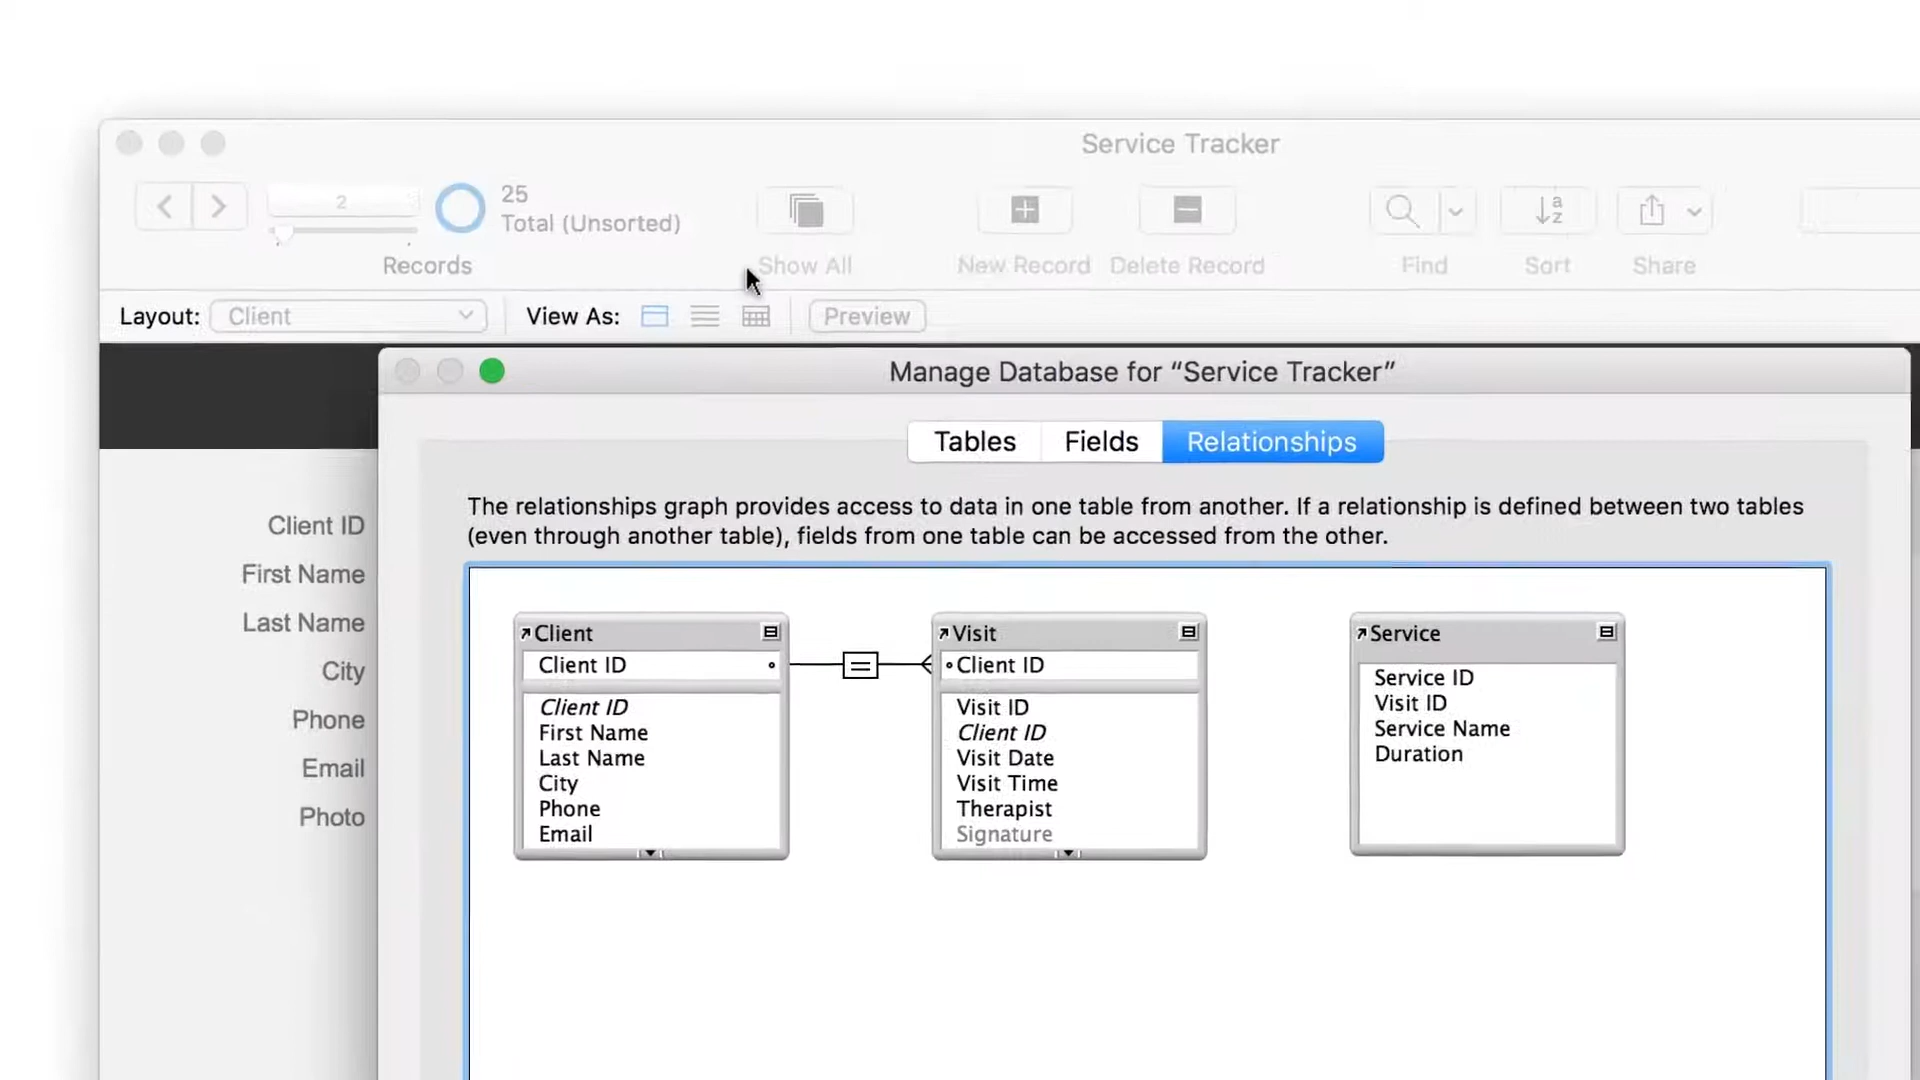 Service Tracker
2
25
Total (Unsorted)
Records
Show All
New Record
Delete Record
Find
Sort
Share
Layout: Client
View As:
Preview
Manage Database for “Service Tracker”
Tables
Fields
Relationships
The relationships graph provides access to data in one table from another. If a relationship is defined between two tables
(even through another table), fields from one table can be accessed from the other.
Client ID
First Name
Last Name
City
Phone
Email
Photo
Client
Client ID
Client ID
First Name
Last Name
City
Phone
Email
Visit
Client ID
Visit ID
Client ID
Visit Date
Visit Time
Therapist
Signature
Service
Service ID
Visit ID
Service Name
Duration